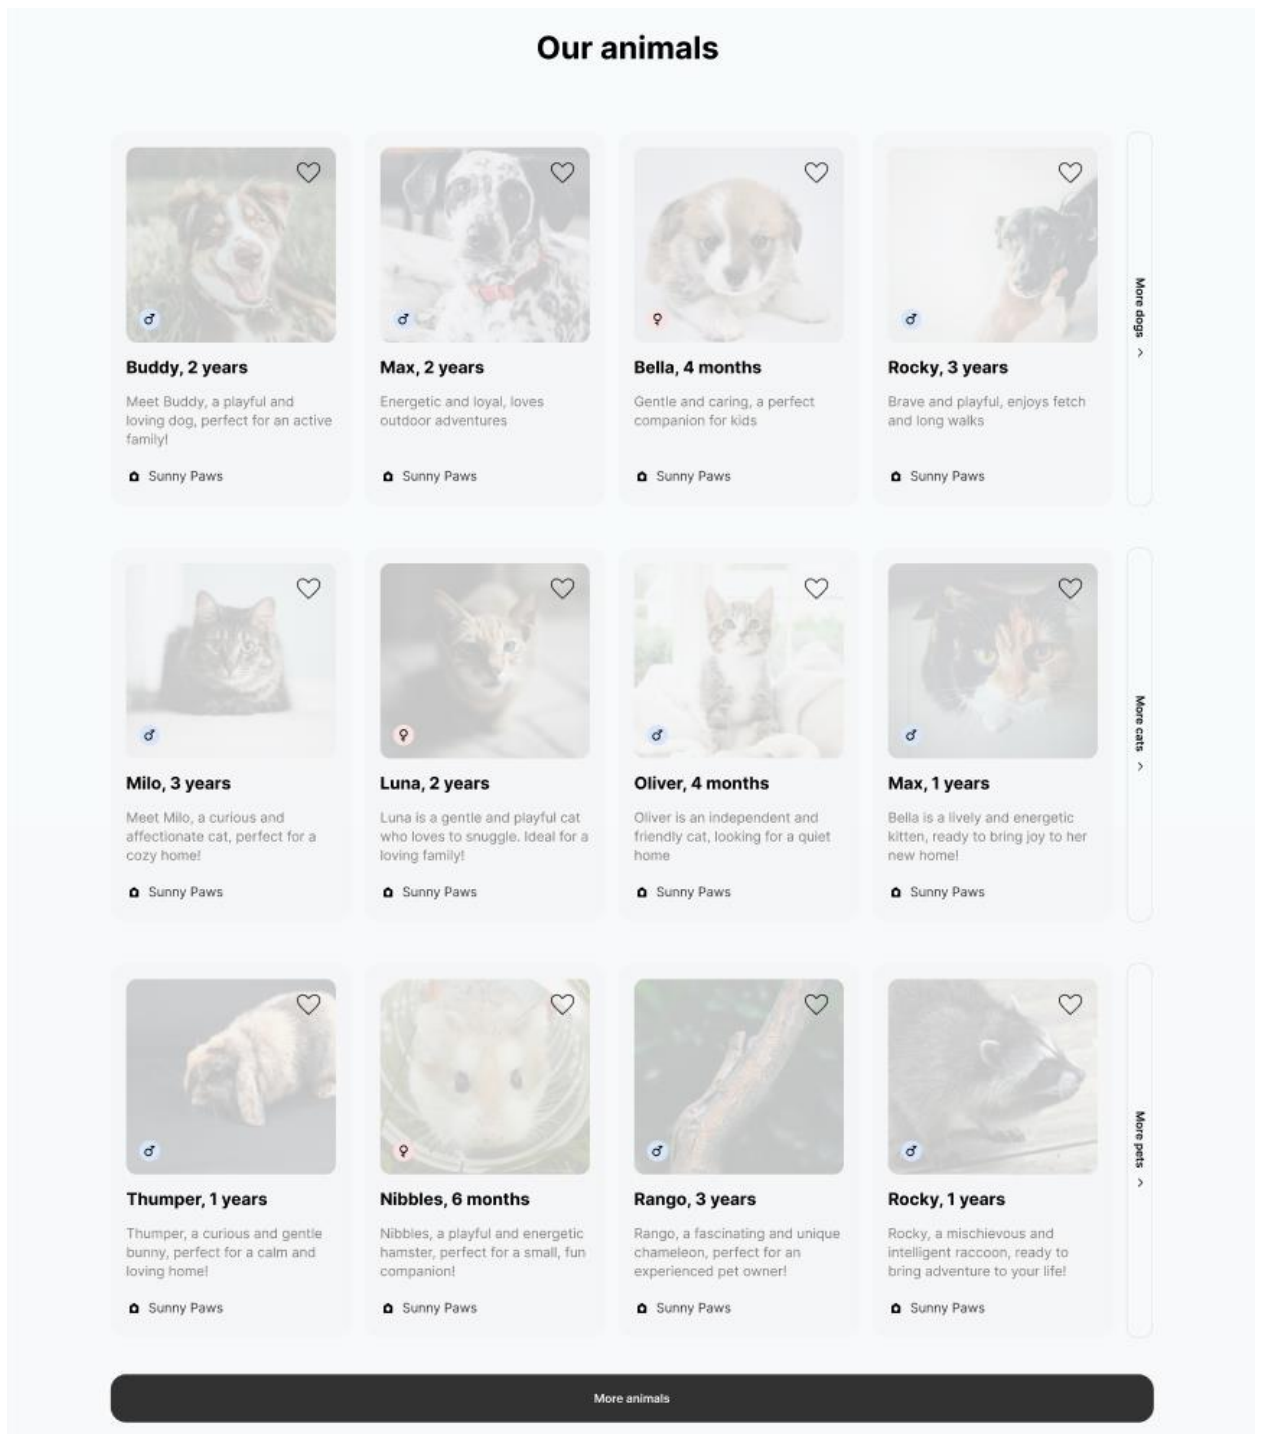 Our animals
Buddy, 2 years
Meet Buddy, a playful and
loving dog, perfect for an active
family!
Sunny Paws
Max, 2 years
Energetic and loyal, loves
outdoor adventures
Sunny Paws
Bella, 4 months
Gentle and caring, a perfect
companion for kids
Sunny Paws
Rocky, 3 years
Brave and playful, enjoys fetch
and long walks
Sunny Paws
More dogs
Milo, 3 years
Meet Milo, a curious and
affectionate cat, perfect for a
cozy home!
Sunny Paws
Luna, 2 years
Luna is a gentle and playful cat
who loves to snuggle. Ideal for a
loving family!
Sunny Paws
Oliver, 4 months
Oliver is an independent and
friendly cat, looking for a quiet
home
Sunny Paws
Max, 1 years
Bella is a lively and energetic
kitten, ready to bring joy to her
new home!
Sunny Paws
More cats
Thumper, 1 years
Thumper, a curious and gentle
bunny, perfect for a calm and
loving home!
Sunny Paws
Nibbles, 6 months
Nibbles, a playful and energetic
hamster, perfect for a small, fun
companion!
Sunny Paws
Rango, 3 years
Rango, a fascinating and unique
chameleon, perfect for an
experienced pet owner!
Sunny Paws
Rocky, 1 years
Rocky, a mischievous and
intelligent raccoon, ready to
bring adventure to your life!
Sunny Paws
More pets
More animals